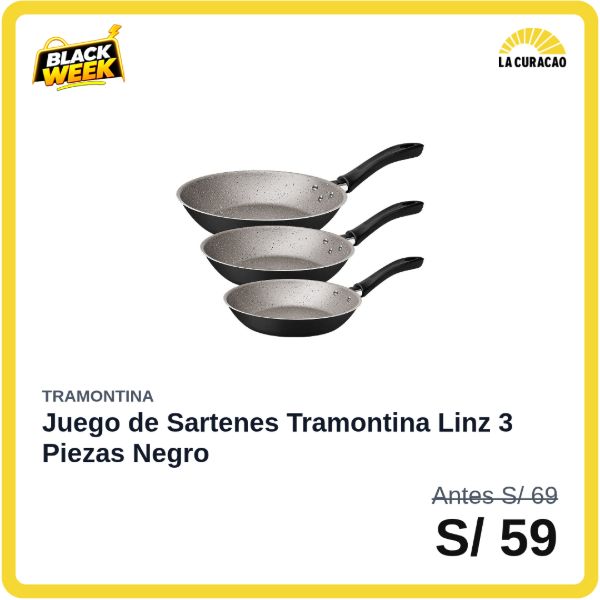 BLACK
WEEK
LA CURACAO
TRAMONTINA
Juego de Sartenes Tramontina Linz 3
Piezas Negro
Antes S/ 69
S/ 59